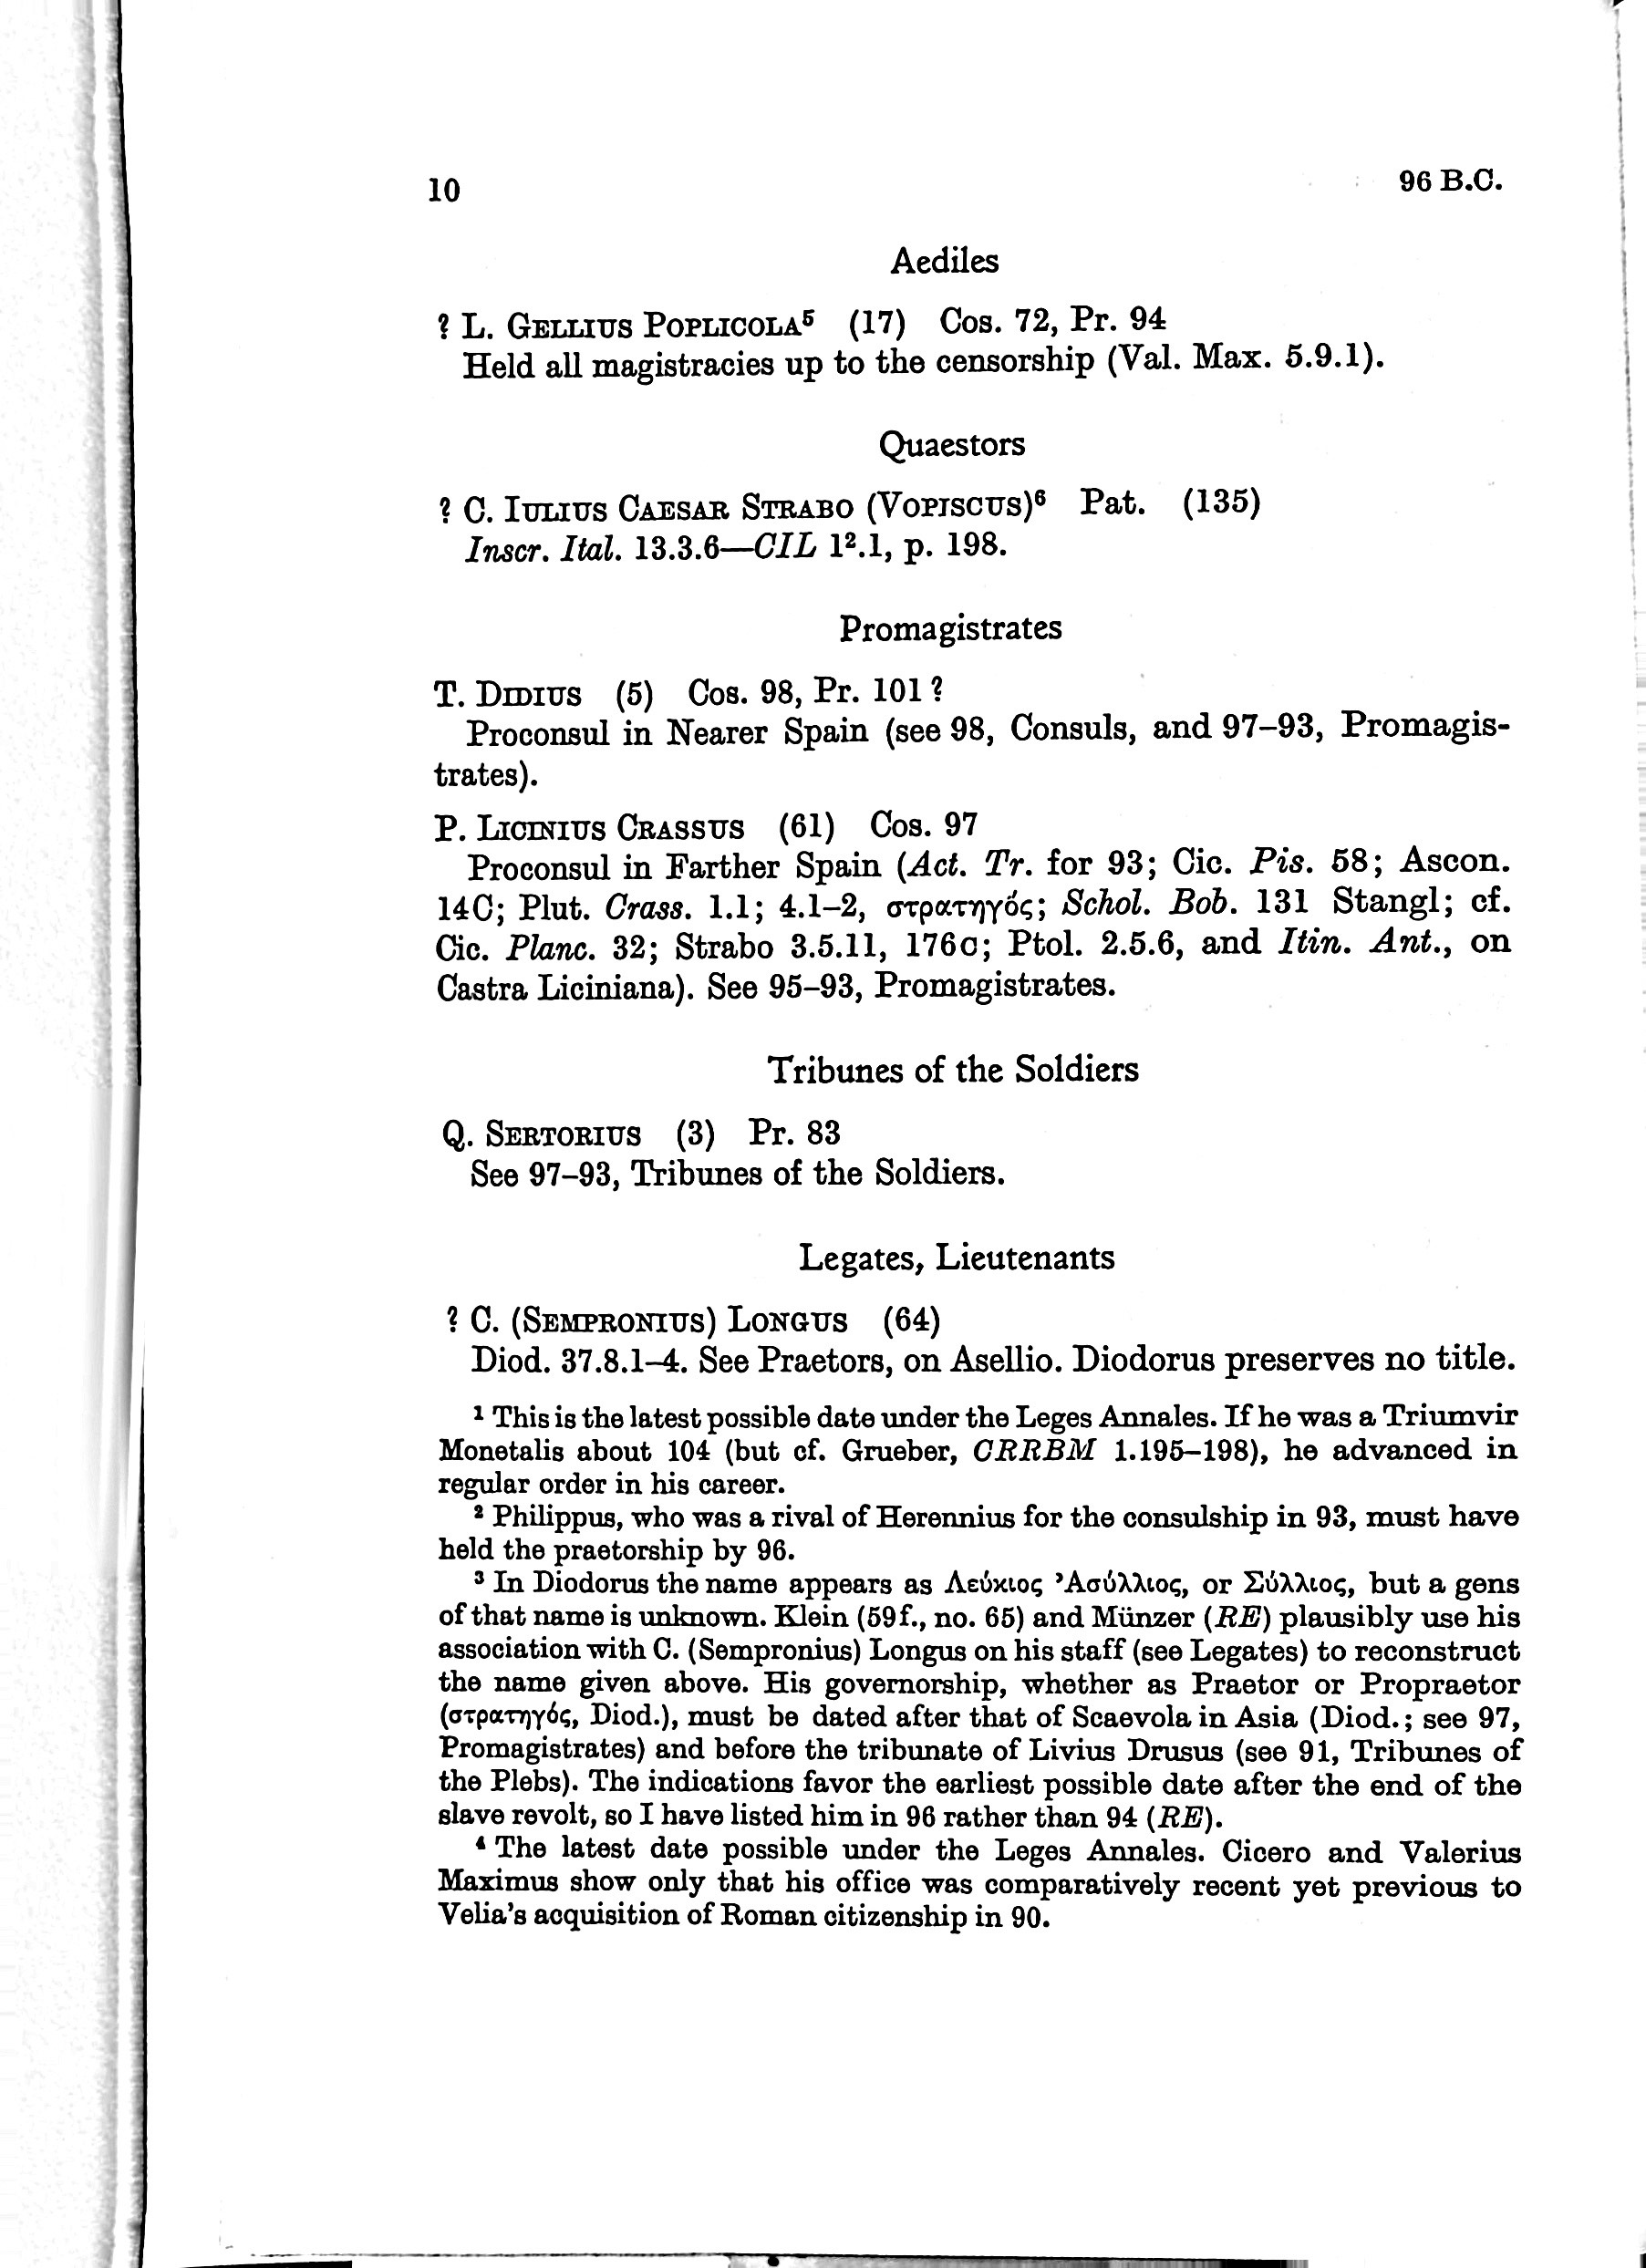 10
96 B.C.
Aediles
? L. GELLIUS POPLICOLA⁵ (17) Cos. 72, Pr. 94
Held all magistracies up to the censorship (Val. Max. 5.9.1).
Quaestors
? C. IULIUS CAESAR STRABO (VOPISCUS)⁶ Pat. (135)
Inscr. Ital. 13.3.6—CIL 1².1, p. 198.
Promagistrates
T. DIDIUS (5) Cos. 98, Pr. 101?
Proconsul in Nearer Spain (see 98, Consuls, and 97–93, Promagis-
trates).
P. LICINIUS CRASSUS (61) Cos. 97
Proconsul in Farther Spain (Act. Tr. for 93; Cic. Pis. 58; Ascon.
14C; Plut. Crass. 1.1; 4.1–2, στρατηγός; Schol. Bob. 131 Stangl; cf.
Cic. Planc. 32; Strabo 3.5.11, 176C; Ptol. 2.5.6, and Itin. Ant., on
Castra Liciniana). See 95–93, Promagistrates.
Tribunes of the Soldiers
Q. SERTORIUS (3) Pr. 83
See 97–93, Tribunes of the Soldiers.
Legates, Lieutenants
? C. (SEMPRONIUS) LONGUS (64)
Diod. 37.8.1–4. See Praetors, on Asellio. Diodorus preserves no title.
¹ This is the latest possible date under the Leges Annales. If he was a Triumvir
Monetalis about 104 (but cf. Grueber, CRRBM 1.195–198), he advanced in
regular order in his career.
² Philippus, who was a rival of Herennius for the consulship in 93, must have
held the praetorship by 96.
³ In Diodorus the name appears as Λεύκιος Ἀσύλλιος, or Σύλλιος, but a gens
of that name is unknown. Klein (59f., no. 65) and Münzer (RE) plausibly use his
association with C. (Sempronius) Longus on his staff (see Legates) to reconstruct
the name given above. His governorship, whether as Praetor or Propraetor
(στρατηγός, Diod.), must be dated after that of Scaevola in Asia (Diod.; see 97,
Promagistrates) and before the tribunate of Livius Drusus (see 91, Tribunes of
the Plebs). The indications favor the earliest possible date after the end of the
slave revolt, so I have listed him in 96 rather than 94 (RE).
⁴ The latest date possible under the Leges Annales. Cicero and Valerius
Maximus show only that his office was comparatively recent yet previous to
Velia's acquisition of Roman citizenship in 90.